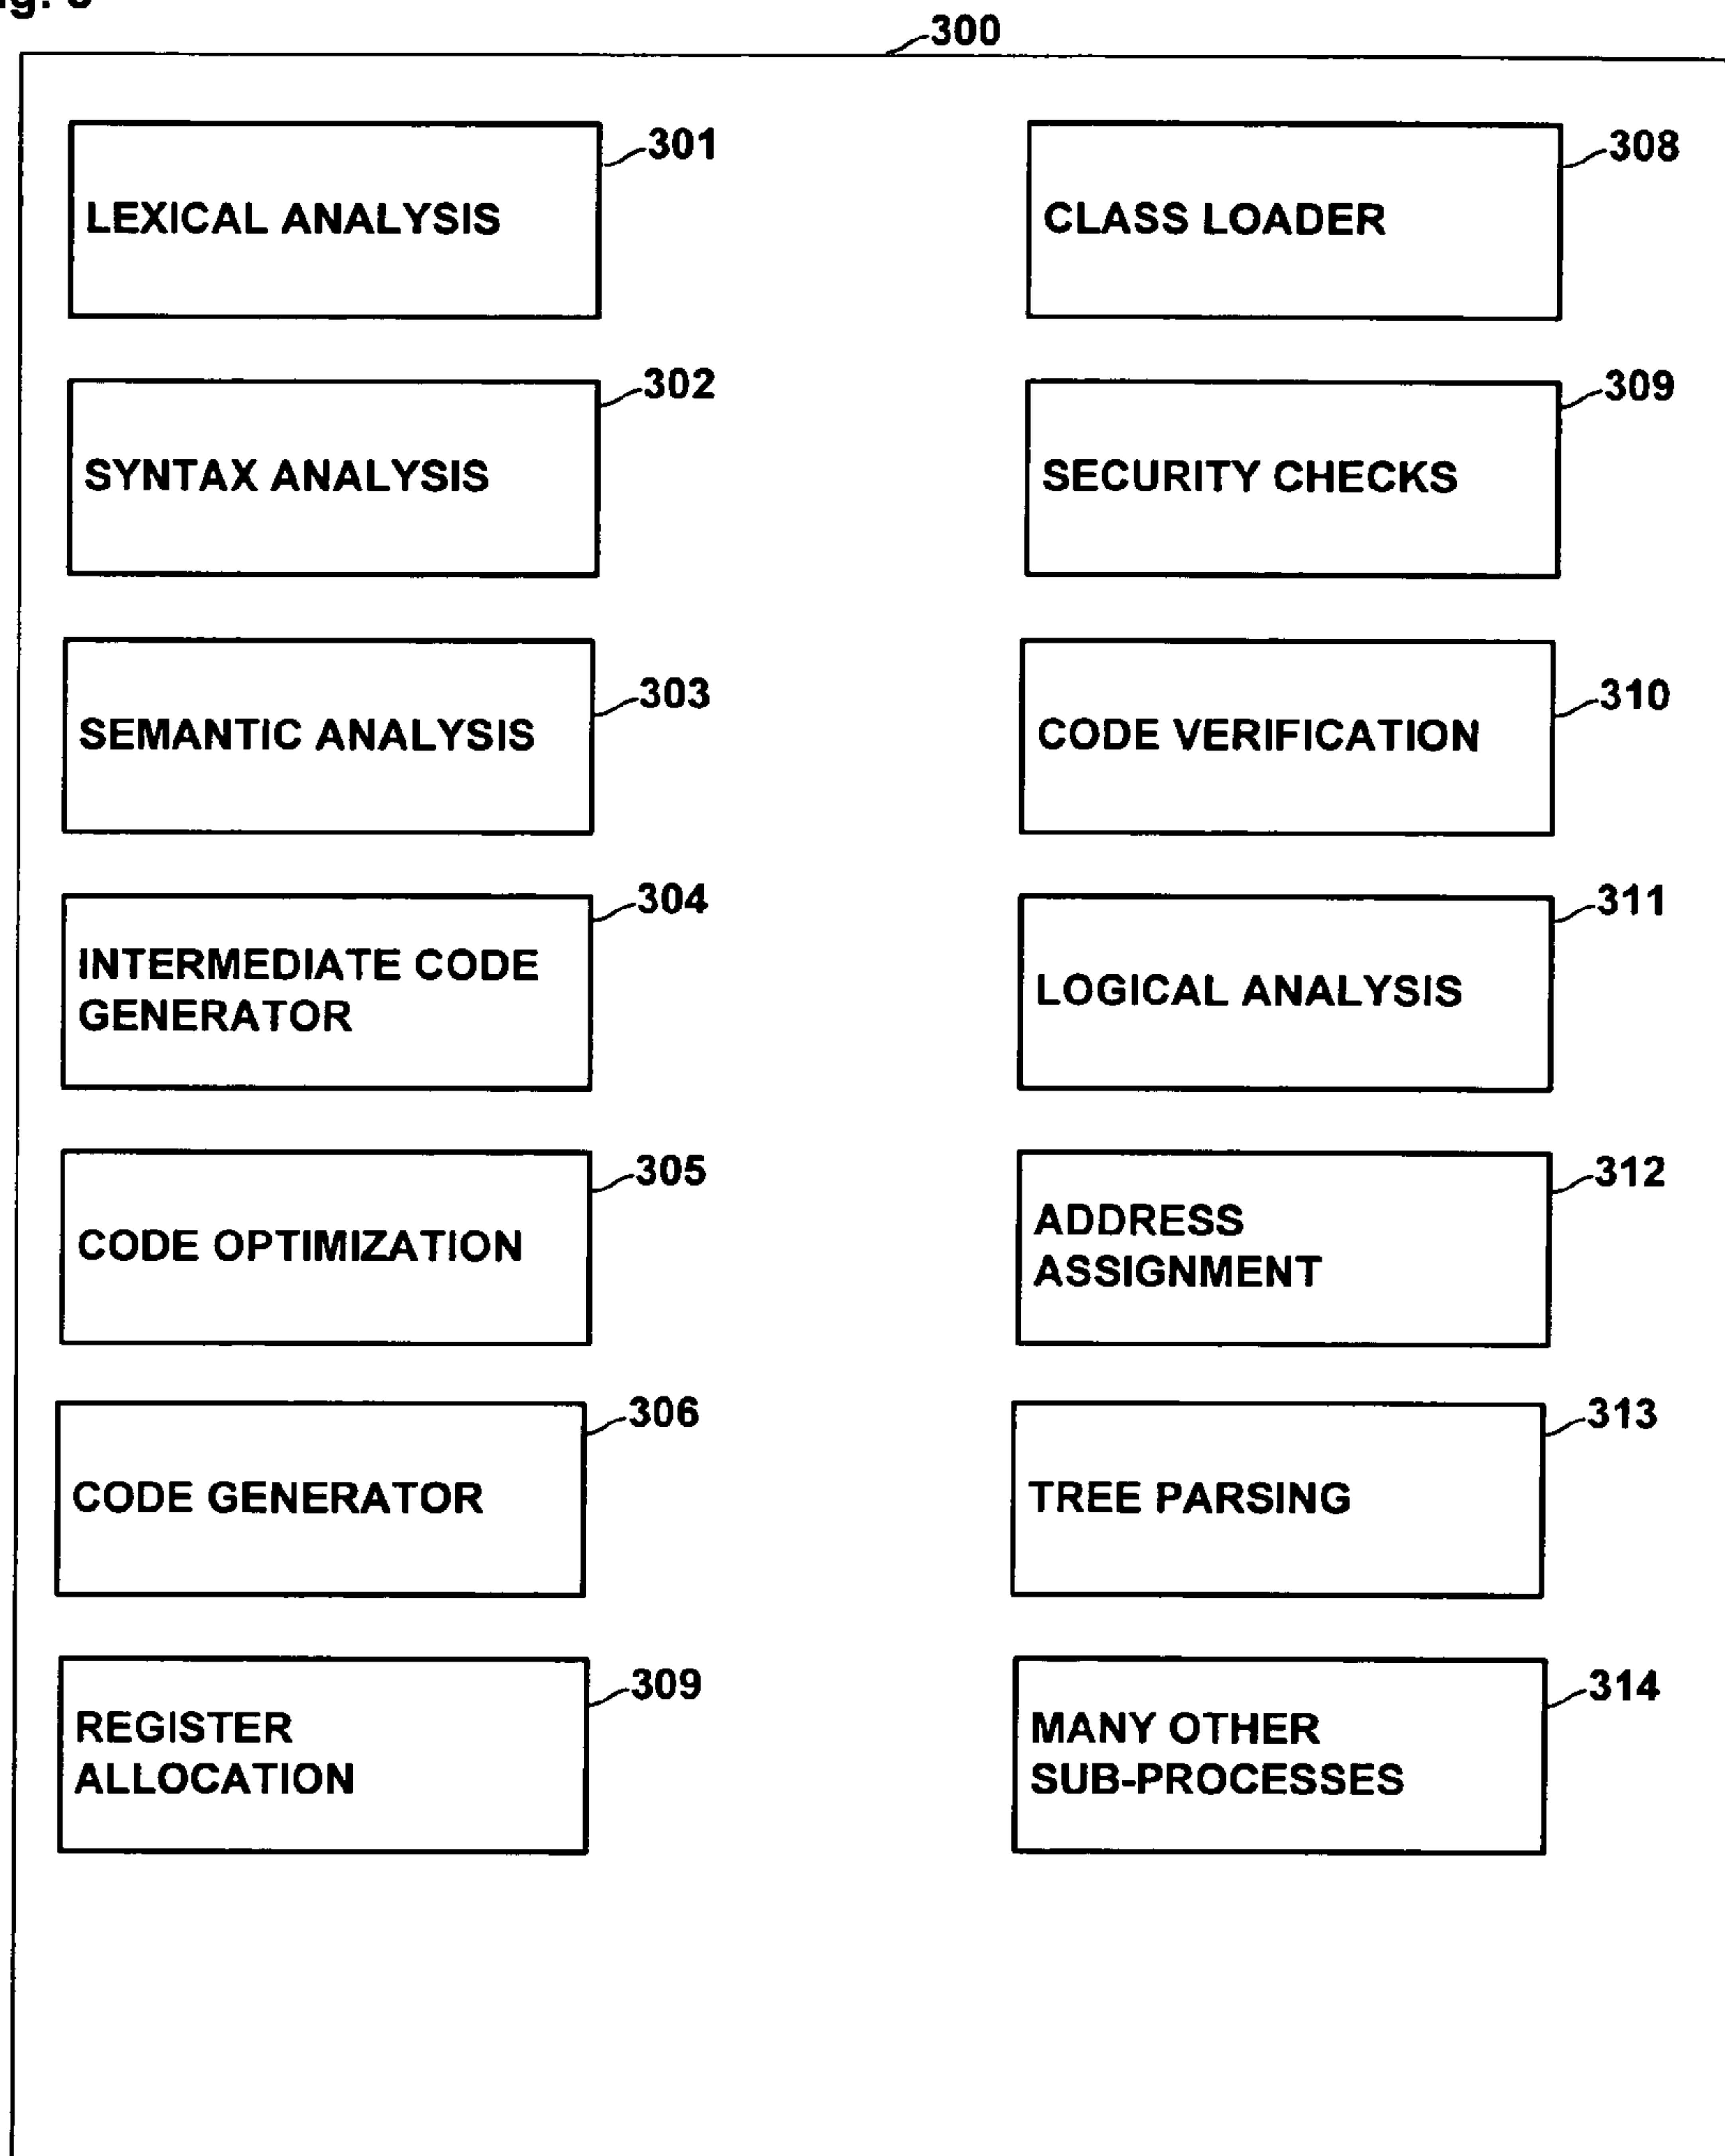 300
301
LEXICAL ANALYSIS
302
SYNTAX ANALYSIS
303
SEMANTIC ANALYSIS
304
INTERMEDIATE CODE
GENERATOR
305
CODE OPTIMIZATION
306
CODE GENERATOR
309
REGISTER
ALLOCATION
308
CLASS LOADER
309
SECURITY CHECKS
310
CODE VERIFICATION
311
LOGICAL ANALYSIS
312
ADDRESS
ASSIGNMENT
313
TREE PARSING
314
MANY OTHER
SUB-PROCESSES